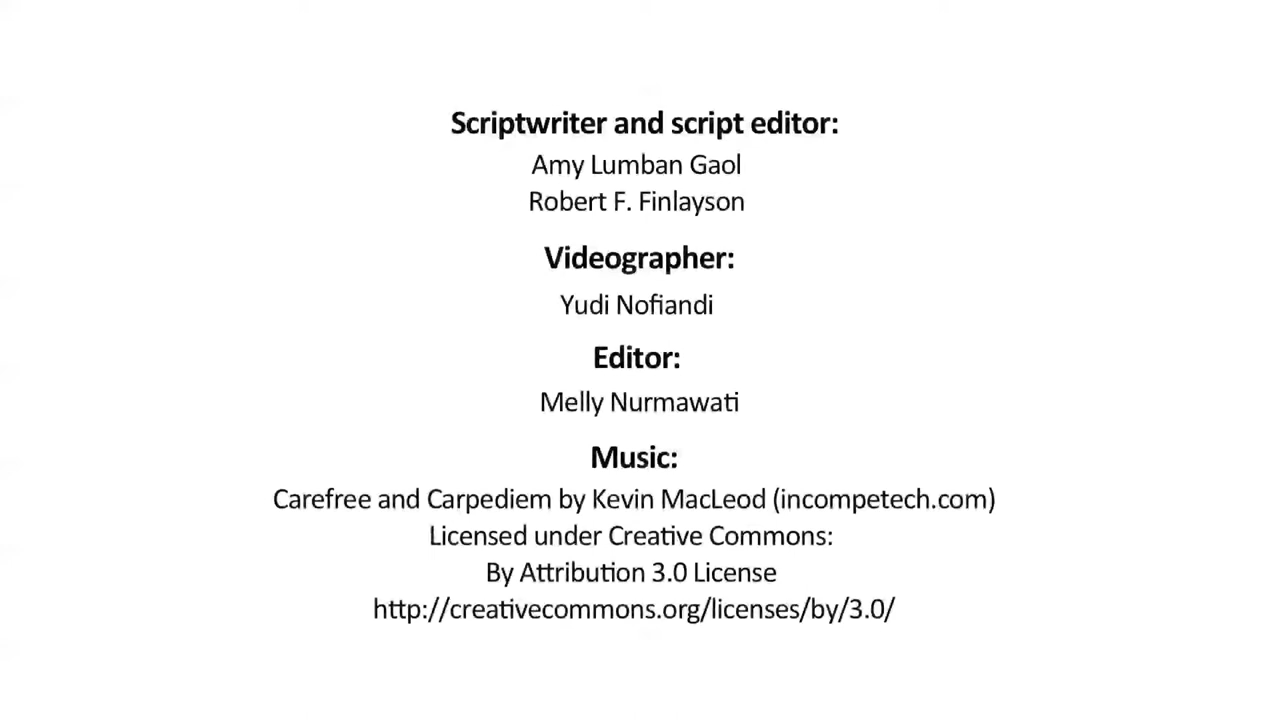 Scriptwriter and script editor:
Amy Lumban Gaol
Robert F. Finlayson
Videographer:
Yudi Nofiandi
Editor:
Melly Nurmawati
Music:
Carefree and Carpediem by Kevin MacLeod (incompetech.com)
Licensed under Creative Commons:
By Attribution 3.0 License
http://creativecommons.org/licenses/by/3.0/